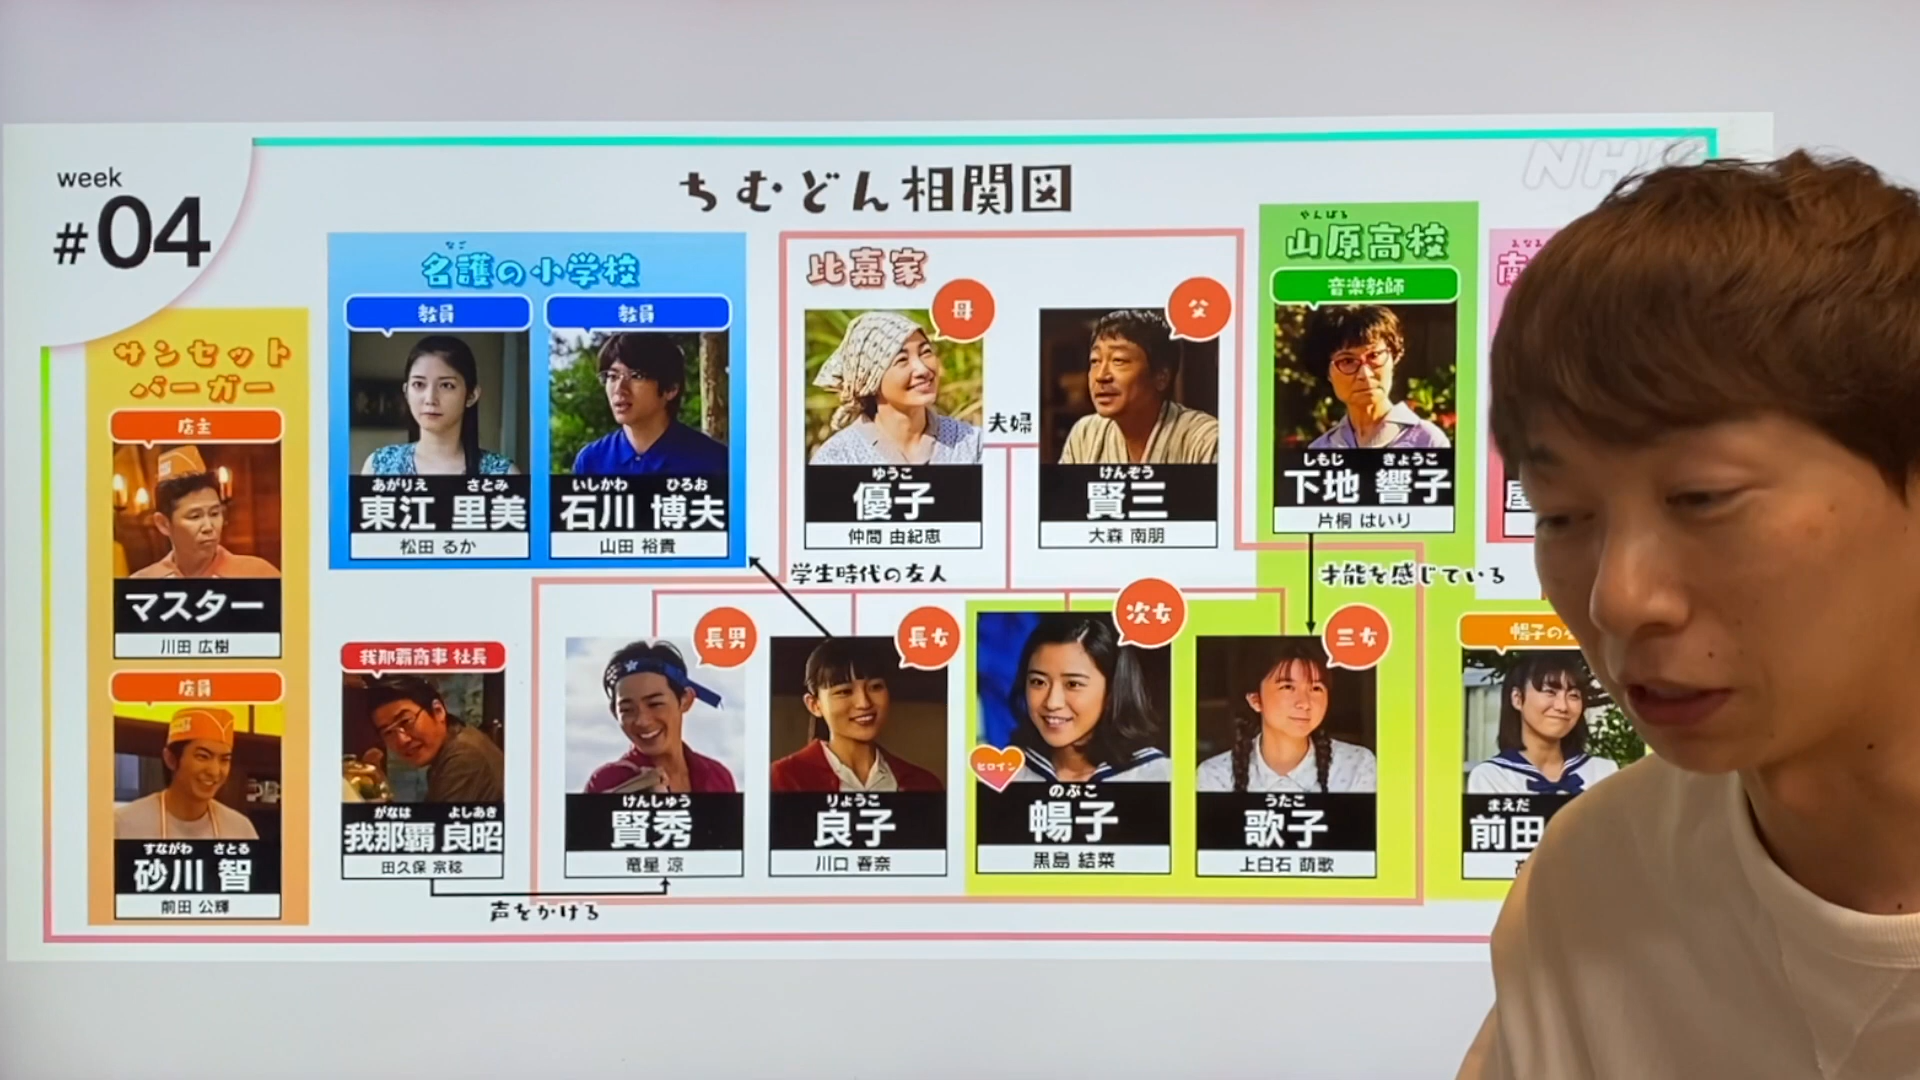 week
#04
ちむどん相関図
NH
サンセット
バーガー
店主
マスター
川田 広樹
店員
すながわ さとる
砂川 智
前田 公輝
なご
名護の小学校
教員
あがりえ さとみ
東江 里美
松田 るか
教員
いしかわ ひろお
石川 博夫
山田 裕貴
比嘉家
母
ゆうこ
優子
仲間 由紀恵
夫婦
父
けんぞう
賢三
大森 南朋
やんばる
山原高校
音楽教師
しもじ きょうこ
下地 響子
片桐 はいり
南
学生時代の友人
才能を感じている
我那覇商事 社長
がなは よしあき
我那覇 良昭
田久保 宗稔
声をかける
長男
けんしゅう
賢秀
竜星 涼
長女
りょうこ
良子
川口 春奈
次女
ヒロイン
のぶこ
暢子
黒島 結菜
三女
うたこ
歌子
上白石 萌歌
暢子の
まえだ
前田